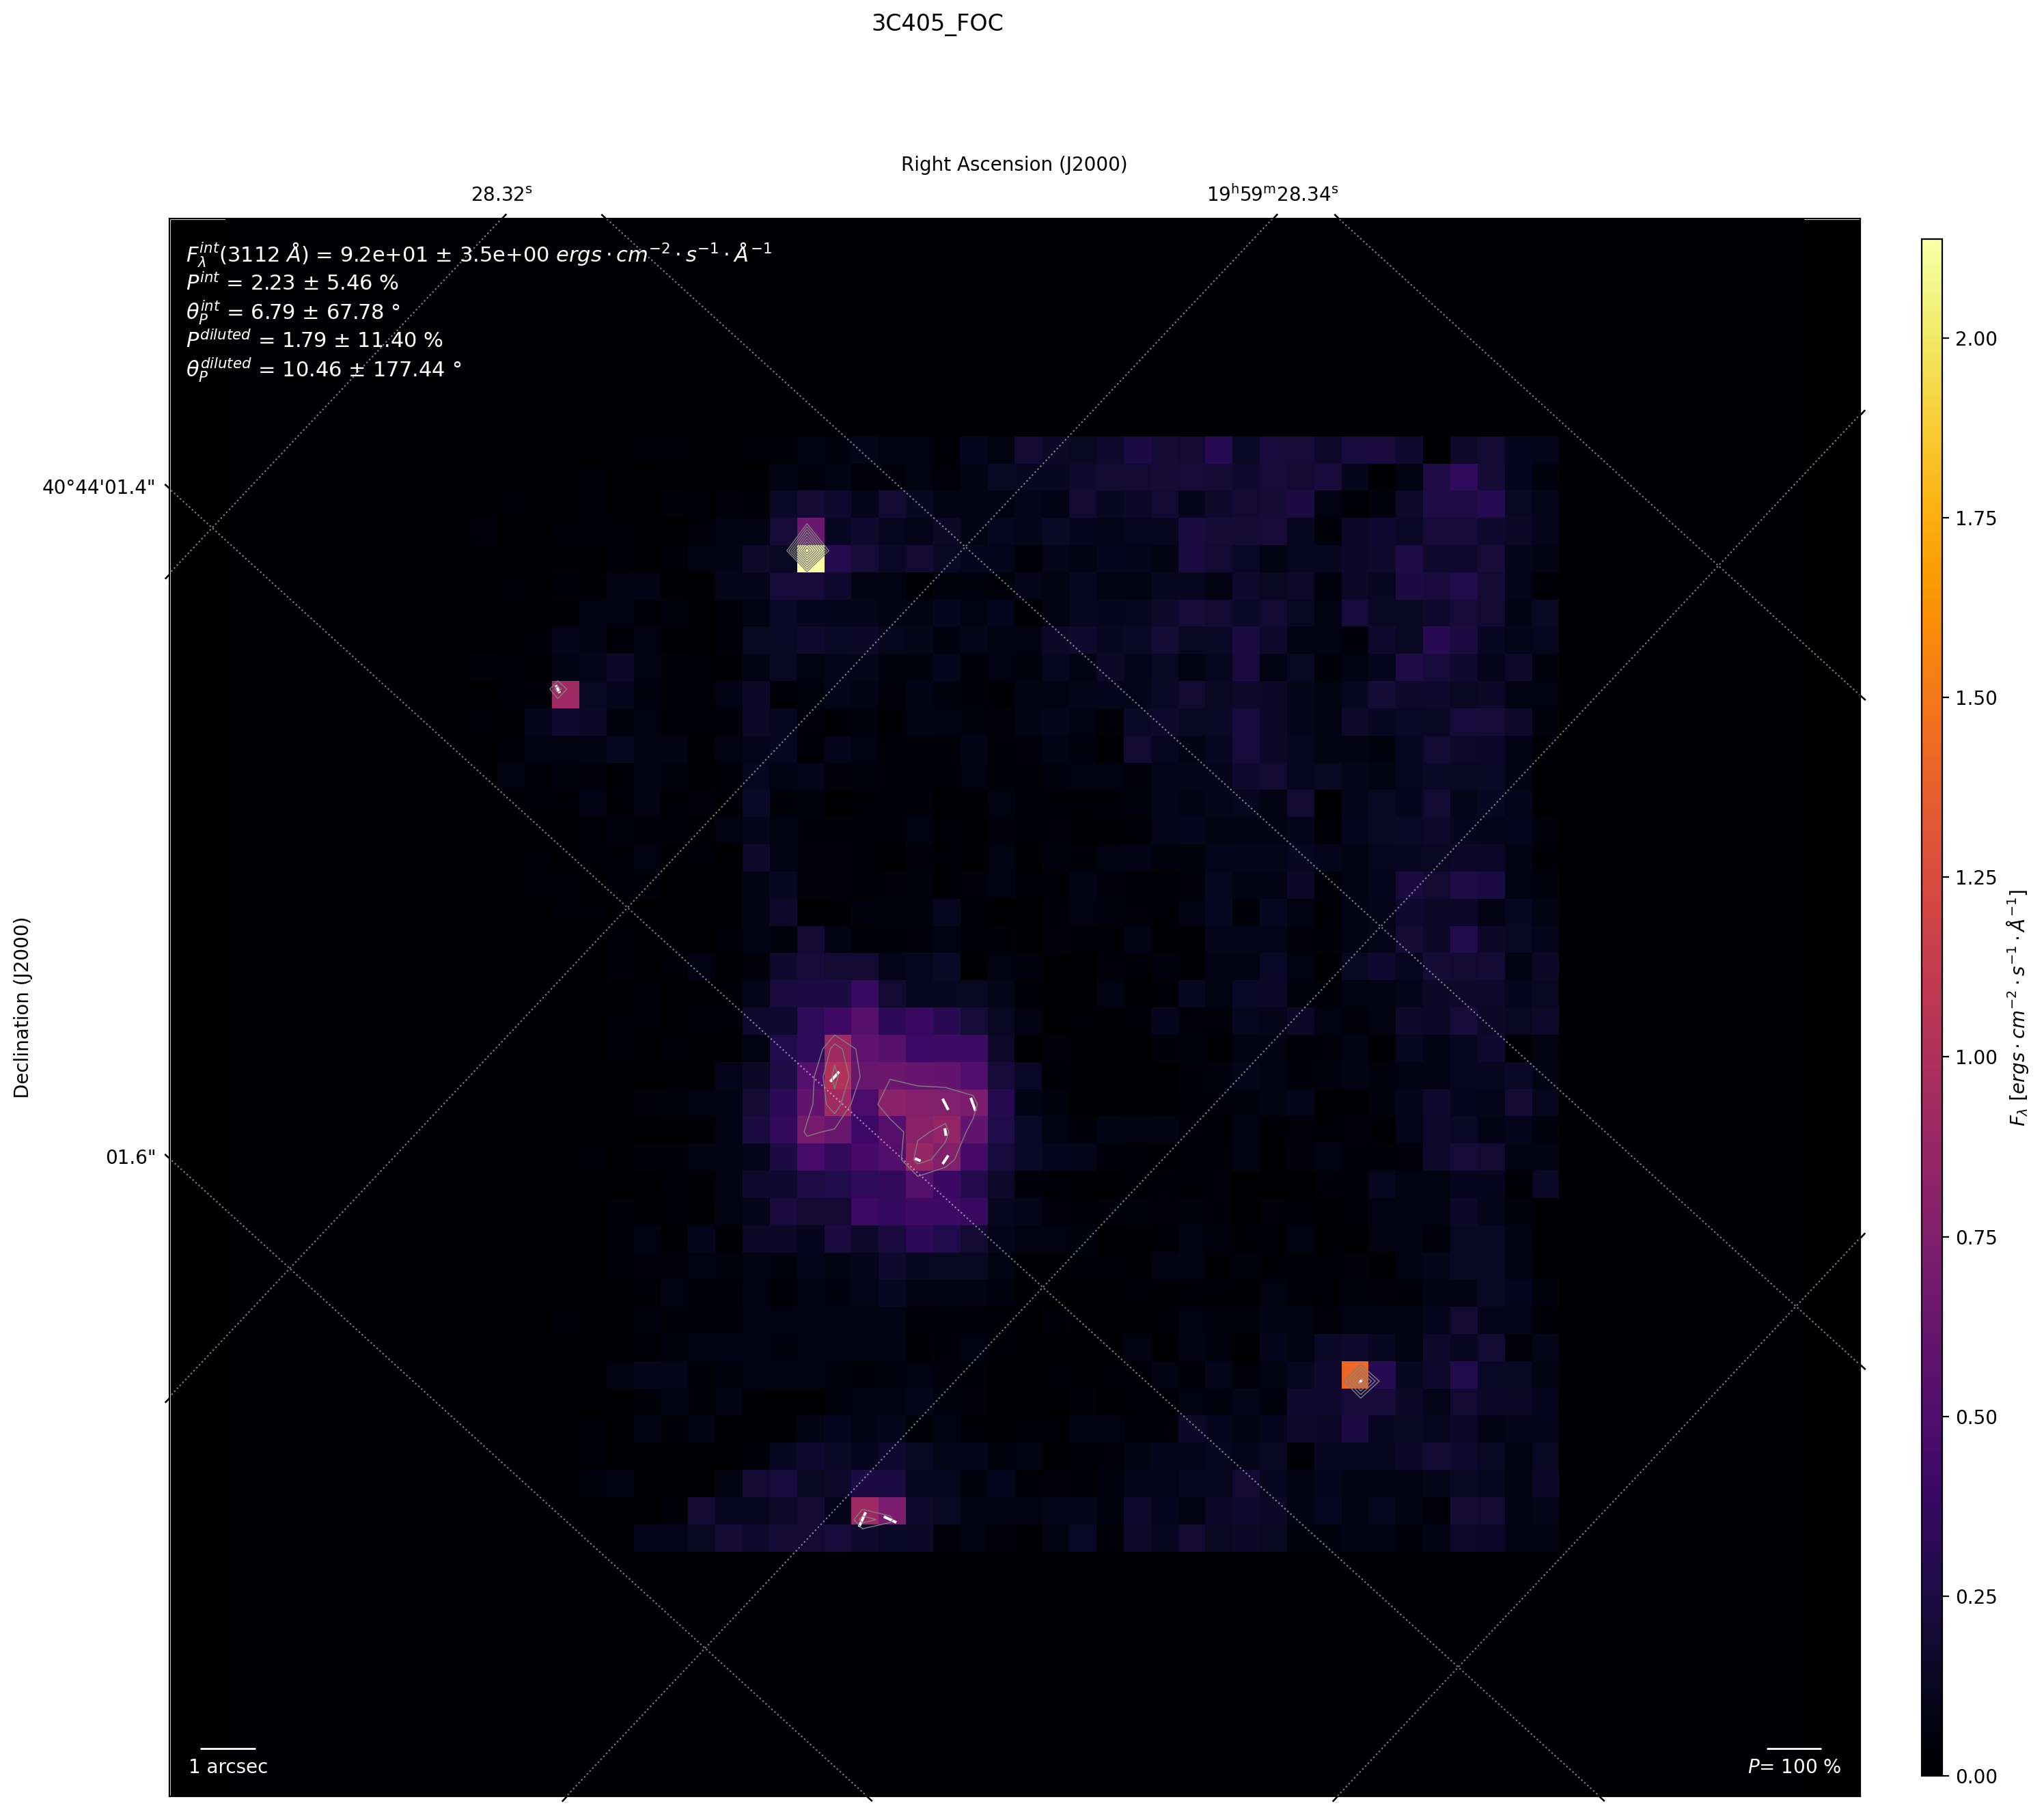 3C405_FOC
Right Ascension (J2000)
28.32ˢ
19ʰ59ᵐ28.34ˢ
F_λ^int(3112 Å) = 9.2e+01 ± 3.5e+00 ergs·cm⁻²·s⁻¹·Å⁻¹
P^int = 2.23 ± 5.46 %
θ_P^int = 6.79 ± 67.78 °
P^diluted = 1.79 ± 11.40 %
θ_P^diluted = 10.46 ± 177.44 °
40°44'01.4"
01.6"
Declination (J2000)
1 arcsec
P= 100 %
2.00
1.75
1.50
1.25
1.00
0.75
0.50
0.25
0.00
F_λ [ergs·cm⁻²·s⁻¹·Å⁻¹]